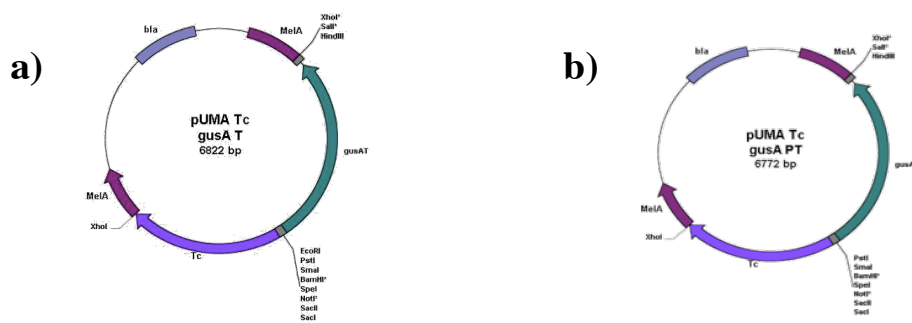 a)
bla
MelA
XhoI*
SalI*
HindIII
pUMA Tc
gusA T
6822 bp
gusAT
MelA
XhoI
Tc
EcoRI
PstI
SmaI
BamHI*
SpeI
NotI*
SacII
SacI
b)
bla
MelA
XhoI*
SalI*
HindIII
pUMA Tc
gusA PT
6772 bp
gusA
MelA
XhoI
Tc
PstI
SmaI
BamHI*
SpeI
NotI*
SacII
SacI